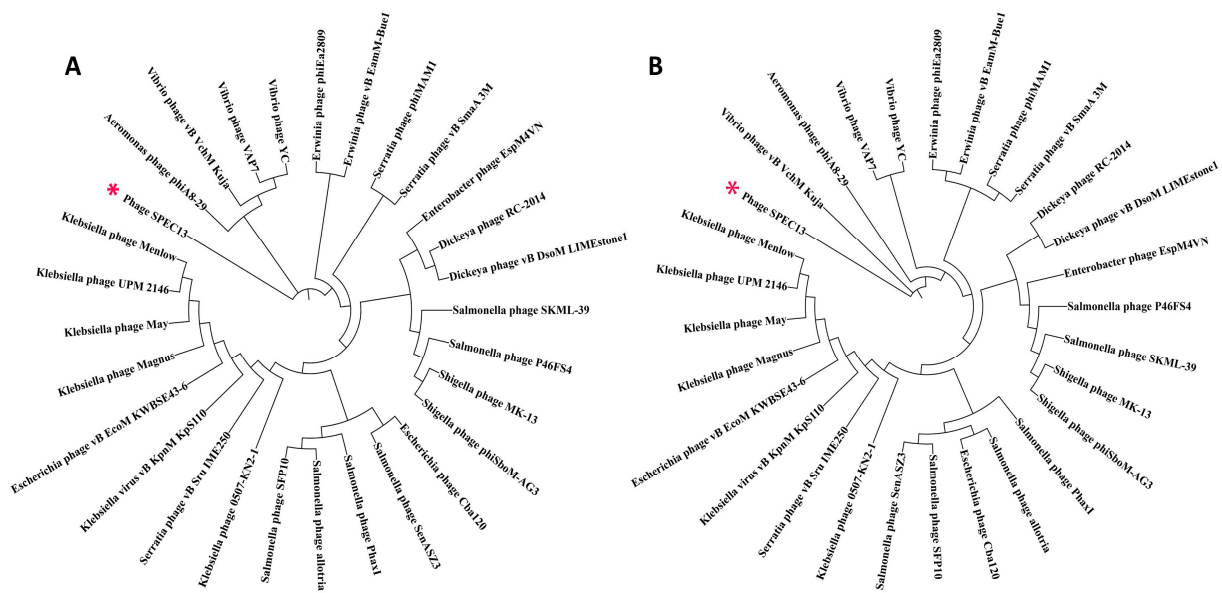 A
Erwinia phage phiEa2809
Erwinia phage vB EamM-Bue1
Serratia phage phiMAM1
Serratia phage vB SmaA 3M
Enterobacter phage EspM4VN
Dickeya phage RC-2014
Dickeya phage vB DsoM LIMEstone1
Salmonella phage SKML-39
Salmonella phage P46FS4
Shigella phage MK-13
Shigella phage phiSboM-AG3
Escherichia phage Cba120
Salmonella phage SenASZ3
Salmonella phage PhaxI
Salmonella phage allotria
Salmonella phage SFP10
Klebsiella phage 0507-KN2-1
Serratia phage vB Sru IME250
Klebsiella virus vB KpnM KpS110
Escherichia phage vB EcoM KWBSE43-6
Klebsiella phage Magnus
Klebsiella phage May
Klebsiella phage UPM 2146
Klebsiella phage Menlow
* Phage SPEC13
Aeromonas phage phiA8-29
Vibrio phage vB VchM Kuja
Vibrio phage VAP7
Vibrio phage YC
B
Erwinia phage phiEa2809
Erwinia phage vB EamM-Bue1
Serratia phage phiMAM1
Serratia phage vB SmaA 3M
Dickeya phage RC-2014
Dickeya phage vB DsoM LIMEstone1
Enterobacter phage EspM4VN
Salmonella phage P46FS4
Salmonella phage SKML-39
Shigella phage MK-13
Shigella phage phiSboM-AG3
Salmonella phage PhaxI
Salmonella phage allotria
Escherichia phage Cba120
Salmonella phage SFP10
Salmonella phage SenASZ3
Klebsiella phage 0507-KN2-1
Serratia phage vB Sru IME250
Klebsiella virus vB KpnM KpS110
Escherichia phage vB EcoM KWBSE43-6
Klebsiella phage Magnus
Klebsiella phage May
Klebsiella phage UPM 2146
Klebsiella phage Menlow
* Phage SPEC13
Vibrio phage vB VchM Kuja
Aeromonas phage phiA8-29
Vibrio phage VAP7
Vibrio phage YC